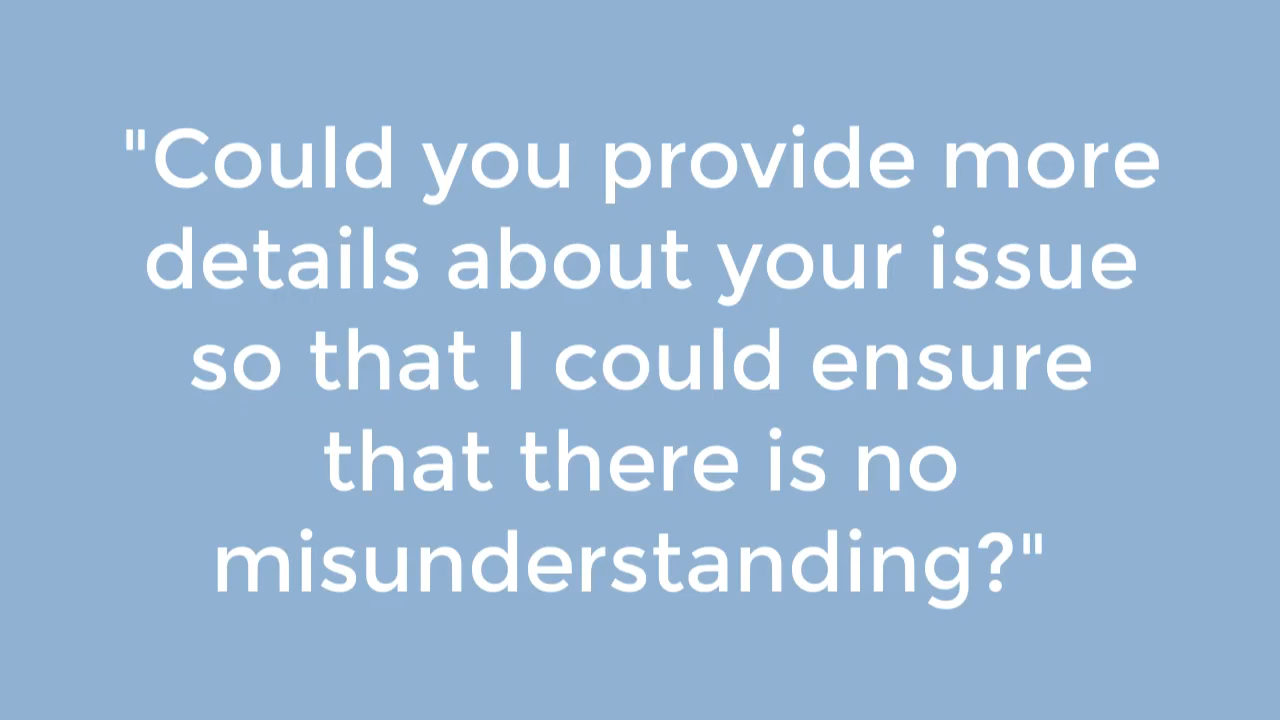 "Could you provide more
details about your issue
so that I could ensure
that there is no
misunderstanding?"